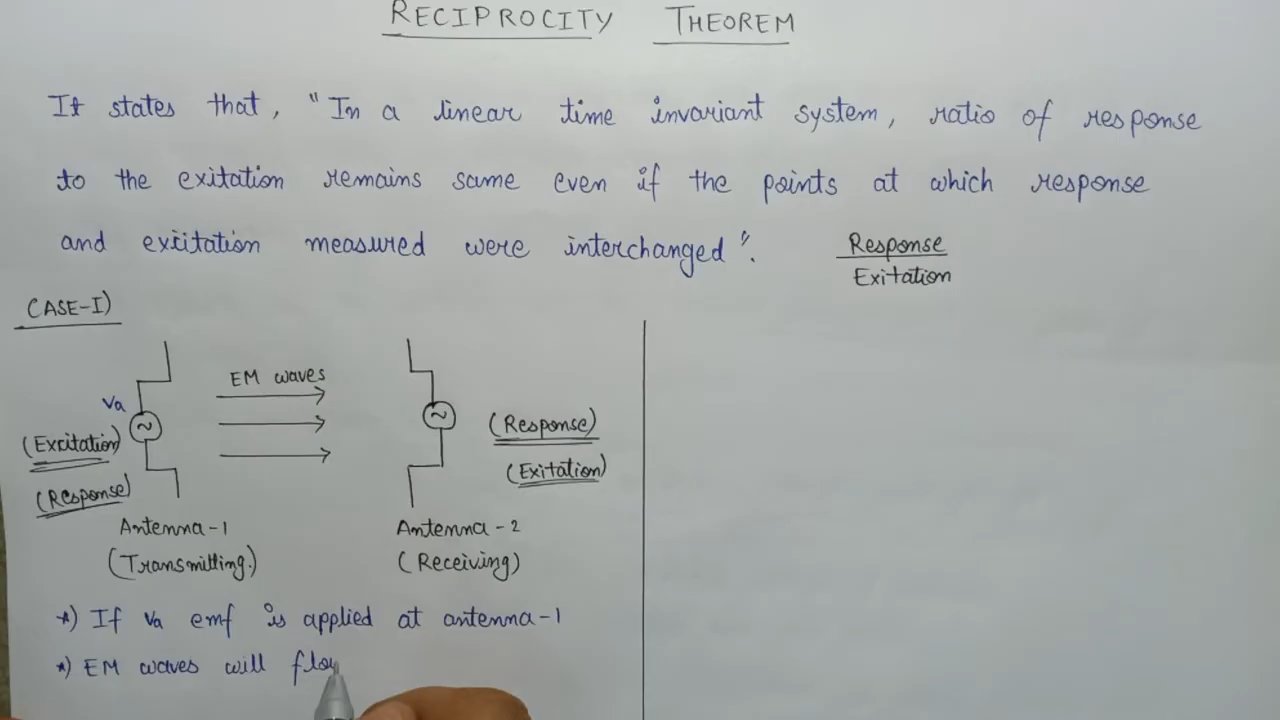 RECIPROCITY THEOREM
It states that, "In a linear time invariant system, ratio of response
to the exitation remains same even if the points at which response
and excitation measured were interchanged".
Response
Exitation
CASE-I)
EM waves
Va
~
~
(Excitation)
(Response)
(Response)
(Exitation)
Antenna-1
(Transmitting.)
Antenna-2
(Receiving)
*) If Va emf is applied at antenna-1
*) EM waves will flow